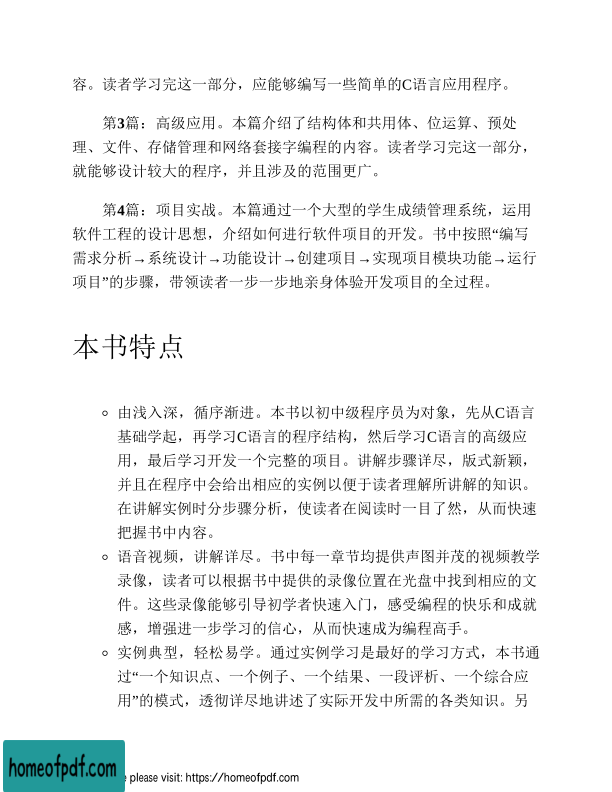 容。读者学习完这一部分，应能够编写一些简单的C语言应用程序。
第3篇：高级应用。本篇介绍了结构体和共用体、位运算、预处
理、文件、存储管理和网络套接字编程的内容。读者学习完这一部分，
就能够设计较大的程序，并且涉及的范围更广。
第4篇：项目实战。本篇通过一个大型的学生成绩管理系统，运用
软件工程的设计思想，介绍如何进行软件项目的开发。书中按照“编写
需求分析→系统设计→功能设计→创建项目→实现项目模块功能→运行
项目”的步骤，带领读者一步一步地亲身体验开发项目的全过程。
本书特点
由浅入深，循序渐进。本书以初中级程序员为对象，先从C语言
基础学起，再学习C语言的程序结构，然后学习C语言的高级应
用，最后学习开发一个完整的项目。讲解步骤详尽，版式新颖，
并且在程序中会给出相应的实例以便于读者理解所讲解的知识。
在讲解实例时分步骤分析，使读者在阅读时一目了然，从而快速
把握书中内容。
语音视频，讲解详尽。书中每一章节均提供声图并茂的视频教学
录像，读者可以根据书中提供的录像位置在光盘中找到相应的文
件。这些录像能够引导初学者快速入门，感受编程的快乐和成就
感，增强进一步学习的信心，从而快速成为编程高手。
实例典型，轻松易学。通过实例学习是最好的学习方式，本书通
过“一个知识点、一个例子、一个结果、一段评析、一个综合应
用”的模式，透彻详尽地讲述了实际开发中所需的各类知识。另
homeofpdf.com
e please visit: https://homeofpdf.com